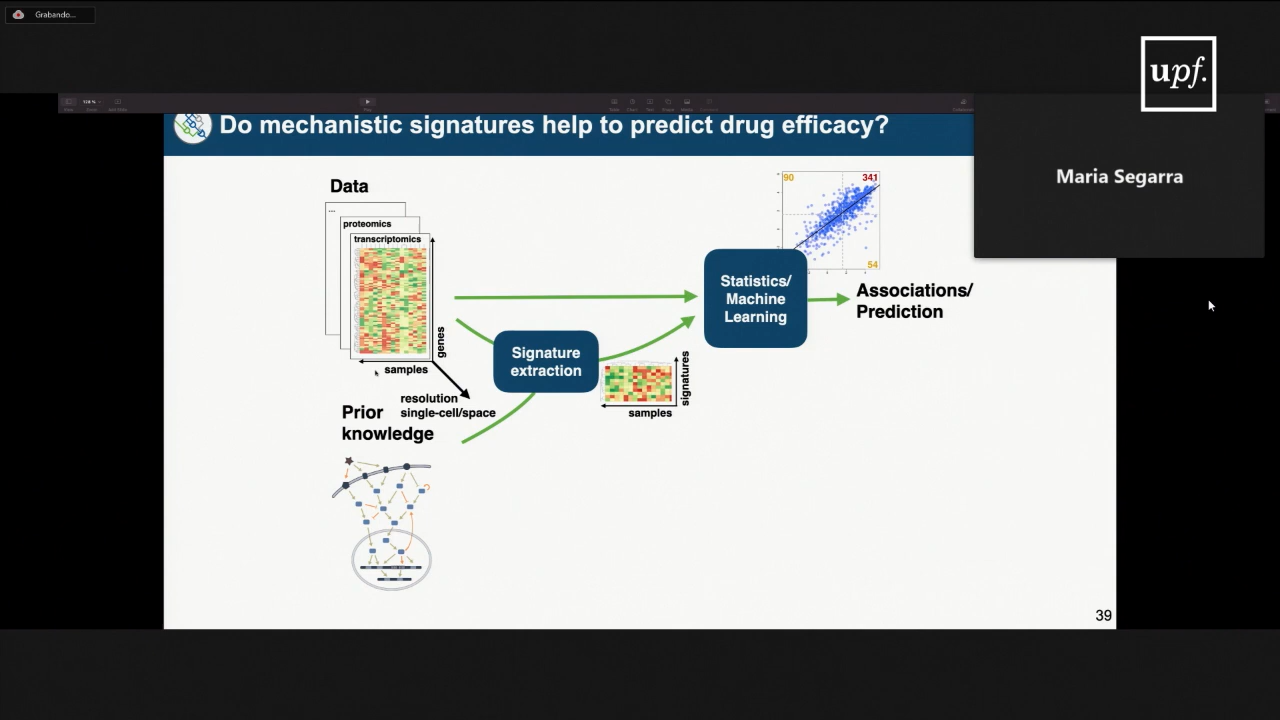 Grabando...
upf.
128 %
Do mechanistic signatures help to predict drug efficacy?
Maria Segarra
Data
...
proteomics
transcriptomics
genes
samples
resolution
single-cell/space
Prior
knowledge
Signature
extraction
signatures
samples
Statistics/
Machine
Learning
90
341
54
Associations/
Prediction
39